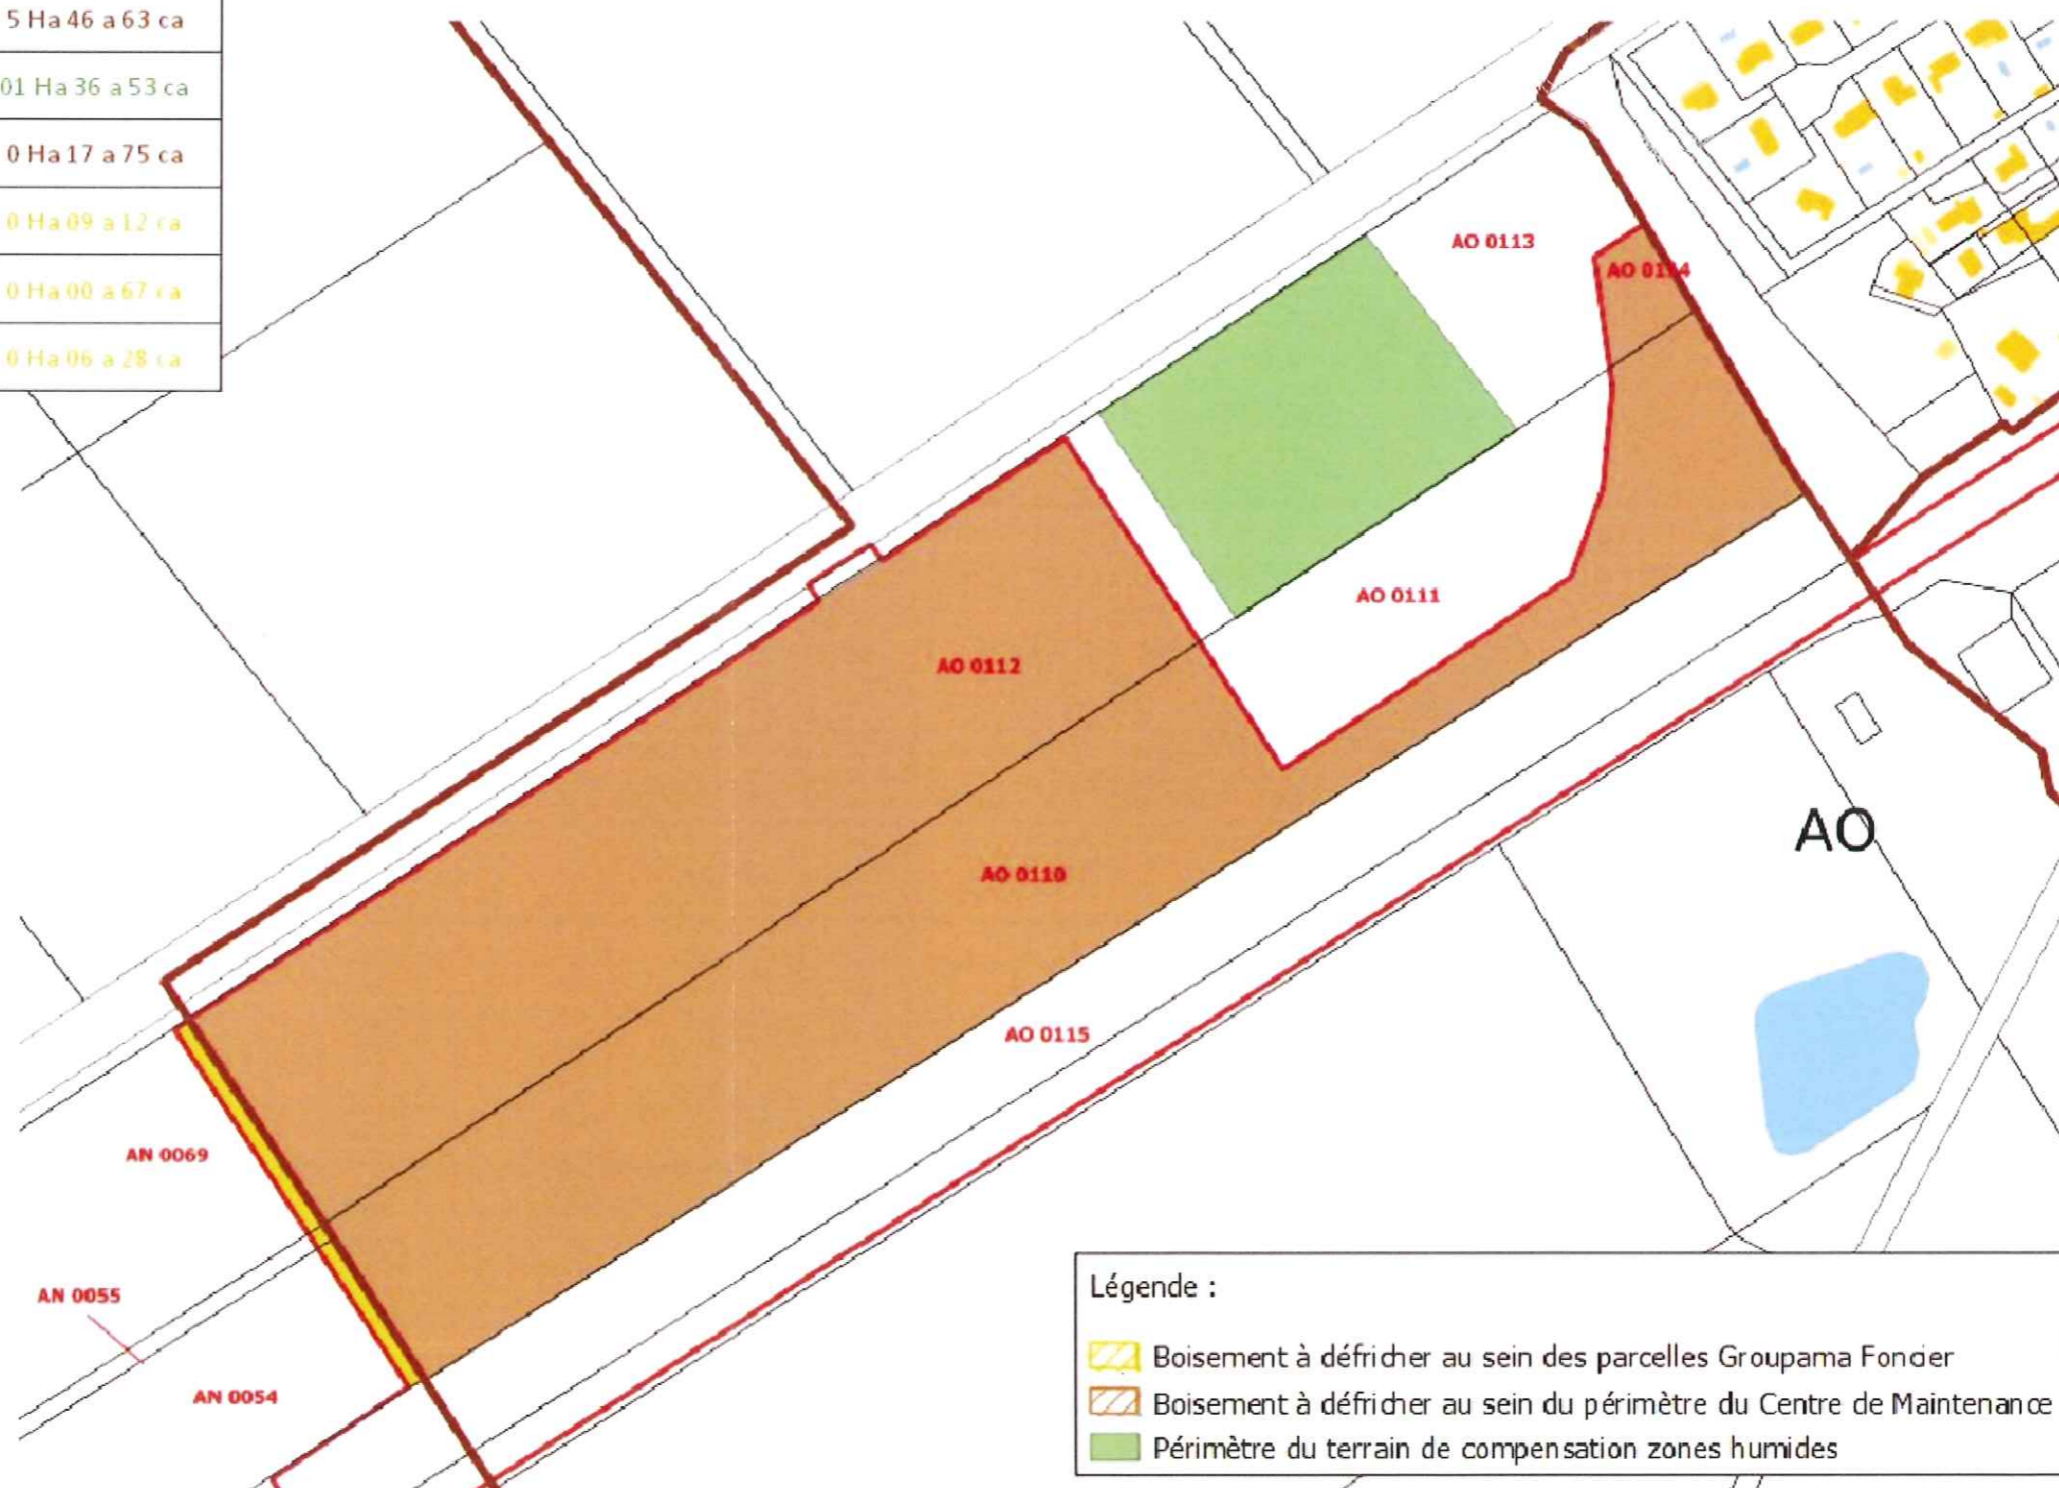 5 Ha 46 a 63 ca
01 Ha 36 a 53 ca
0 Ha 17 a 75 ca
0 Ha 09 a 12 ca
0 Ha 00 a 67 ca
0 Ha 06 a 28 ca
AO 0113
AO 0114
AO 0111
AO 0112
AO
AO 0110
AO 0115
AN 0069
AN 0055
AN 0054
Légende :
Boisement à défricher au sein des parcelles Groupama Foncier
Boisement à défricher au sein du périmètre du Centre de Maintenance
Périmètre du terrain de compensation zones humides